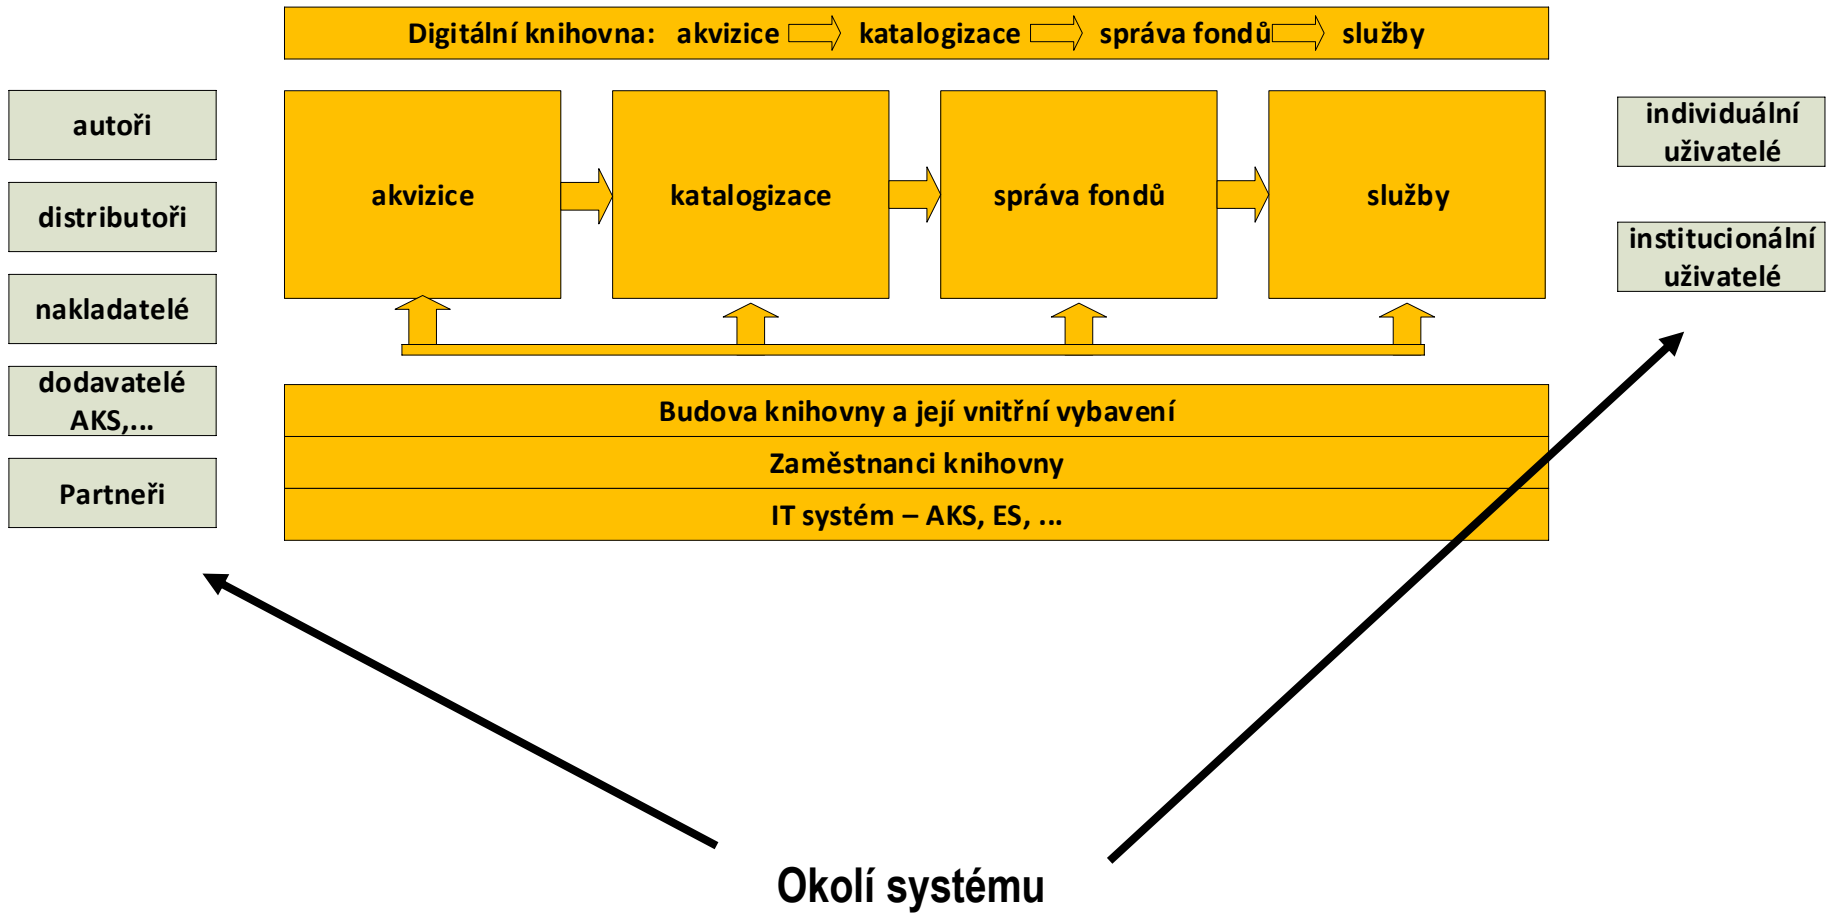 Digitální knihovna: akvizice katalogizace správa fondů služby
autoři
distributoři
nakladatelé
dodavatelé
AKS,...
Partneři
akvizice
katalogizace
správa fondů
služby
individuální
uživatelé
institucionální
uživatelé
Budova knihovny a její vnitřní vybavení
Zaměstnanci knihovny
IT systém – AKS, ES, ...
Okolí systému